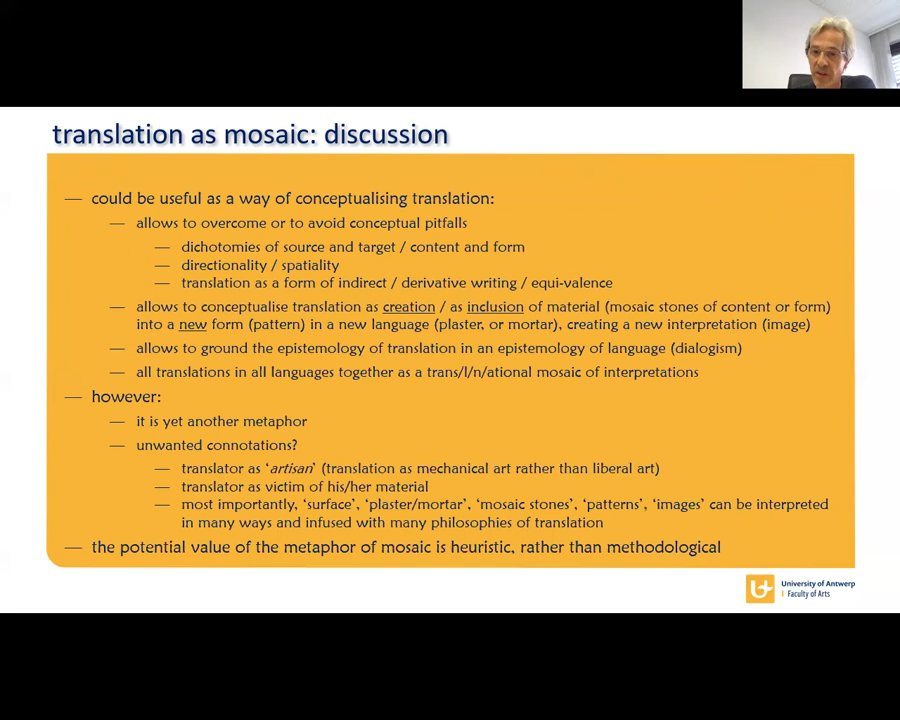 translation as mosaic: discussion
— could be useful as a way of conceptualising translation:
— allows to overcome or to avoid conceptual pitfalls
— dichotomies of source and target / content and form
— directionality / spatiality
— translation as a form of indirect / derivative writing / equi-valence
— allows to conceptualise translation as creation / as inclusion of material (mosaic stones of content or form)
into a new form (pattern) in a new language (plaster, or mortar), creating a new interpretation (image)
— allows to ground the epistemology of translation in an epistemology of language (dialogism)
— all translations in all languages together as a trans/l/n/ational mosaic of interpretations
— however:
— it is yet another metaphor
— unwanted connotations?
— translator as ‘artisan’ (translation as mechanical art rather than liberal art)
— translator as victim of his/her material
— most importantly, ‘surface’, ‘plaster/mortar’, ‘mosaic stones’, ‘patterns’, ‘images’ can be interpreted
in many ways and infused with many philosophies of translation
— the potential value of the metaphor of mosaic is heuristic, rather than methodological
University of Antwerp
| Faculty of Arts